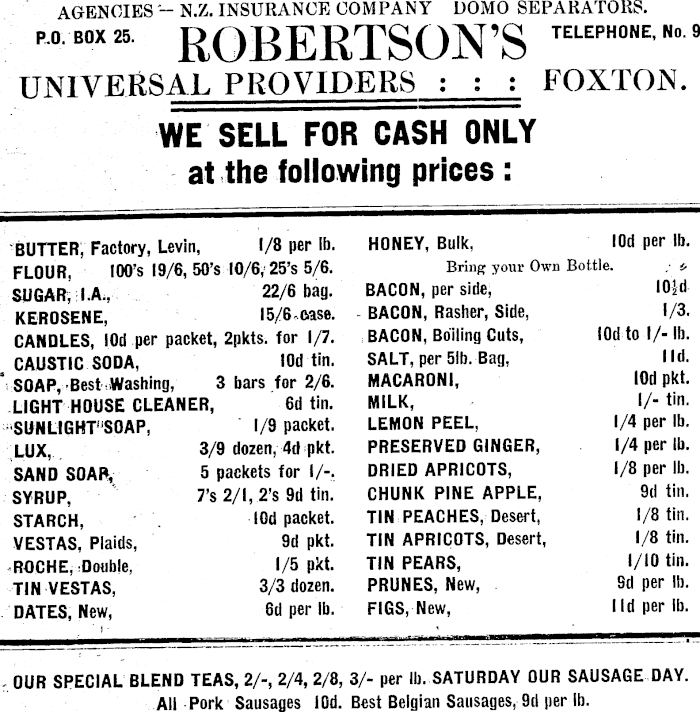 AGENCIES — N.Z. INSURANCE COMPANY DOMO SEPARATORS.
P.O. BOX 25. ROBERTSON'S TELEPHONE, No. 9
UNIVERSAL PROVIDERS : : : FOXTON.
WE SELL FOR CASH ONLY
at the following prices :
BUTTER, Factory, Levin, 1/8 per lb.
FLOUR, 100's 19/6, 50's 10/6, 25's 5/6.
SUGAR, I.A., 22/6 bag.
KEROSENE, 15/6 case.
CANDLES, 10d per packet, 2pkts. for 1/7.
CAUSTIC SODA, 10d tin.
SOAP, Best Washing, 3 bars for 2/6.
LIGHT HOUSE CLEANER, 6d tin.
"SUNLIGHT" SOAP, 1/9 packet.
LUX, 3/9 dozen, 4d pkt.
SAND SOAP, 5 packets for 1/-.
SYRUP, 7's 2/1, 2's 9d tin.
STARCH, 10d packet.
VESTAS, Plaids, 9d pkt.
ROCHE, Double, 1/5 pkt.
TIN VESTAS, 3/3 dozen.
DATES, New, 6d per lb.
HONEY, Bulk, 10d per lb.
Bring your Own Bottle.
BACON, per side, 10½d
BACON, Rasher, Side, 1/3.
BACON, Boiling Cuts, 10d to 1/- lb.
SALT, per 5lb. Bag, 11d.
MACARONI, 10d pkt.
MILK, 1/- tin.
LEMON PEEL, 1/4 per lb.
PRESERVED GINGER, 1/4 per lb.
DRIED APRICOTS, 1/8 per lb.
CHUNK PINE APPLE, 9d tin.
TIN PEACHES, Desert, 1/8 tin.
TIN APRICOTS, Desert, 1/8 tin.
TIN PEARS, 1/10 tin.
PRUNES, New, 9d per lb.
FIGS, New, 11d per lb.
OUR SPECIAL BLEND TEAS, 2/-, 2/4, 2/8, 3/- per lb. SATURDAY OUR SAUSAGE DAY.
All Pork Sausages 10d. Best Belgian Sausages, 9d per lb.